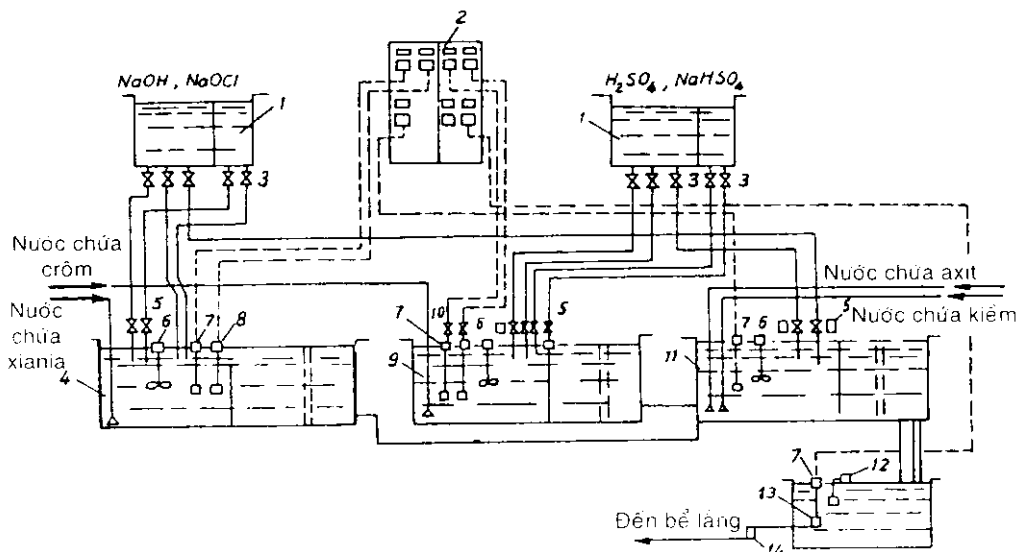 2
NaOH, NaOCl
1
3
H₂SO₄, NaHSO₄
1
3
3
Nước chứa
crôm
Nước
chứa
xiania
5
6
7
8
4
7
10
6
5
9
Nước chứa axit
Nước chứa kiềm
7
6
5
11
7
12
13
Đến bể lắng
14